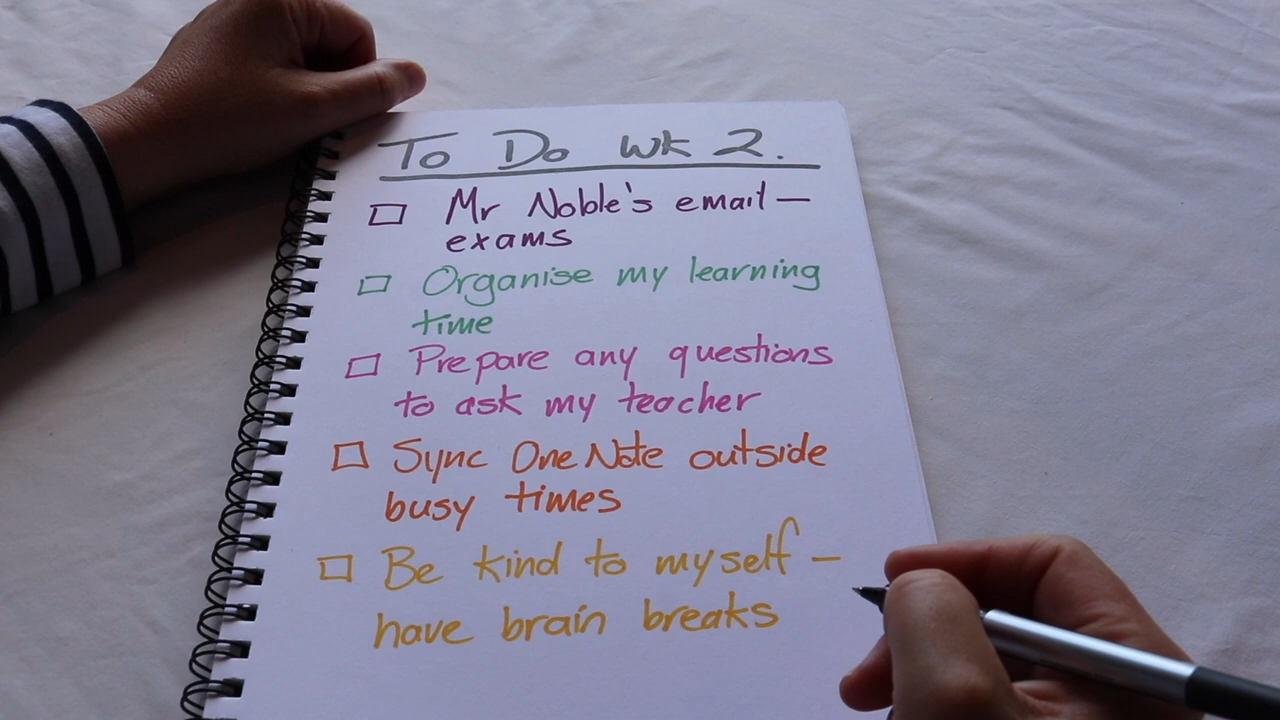 To Do Wk 2.
Mr Noble's email –
exams
Organise my learning
time
Prepare any questions
to ask my teacher
Sync OneNote outside
busy times
Be kind to myself –
have brain breaks